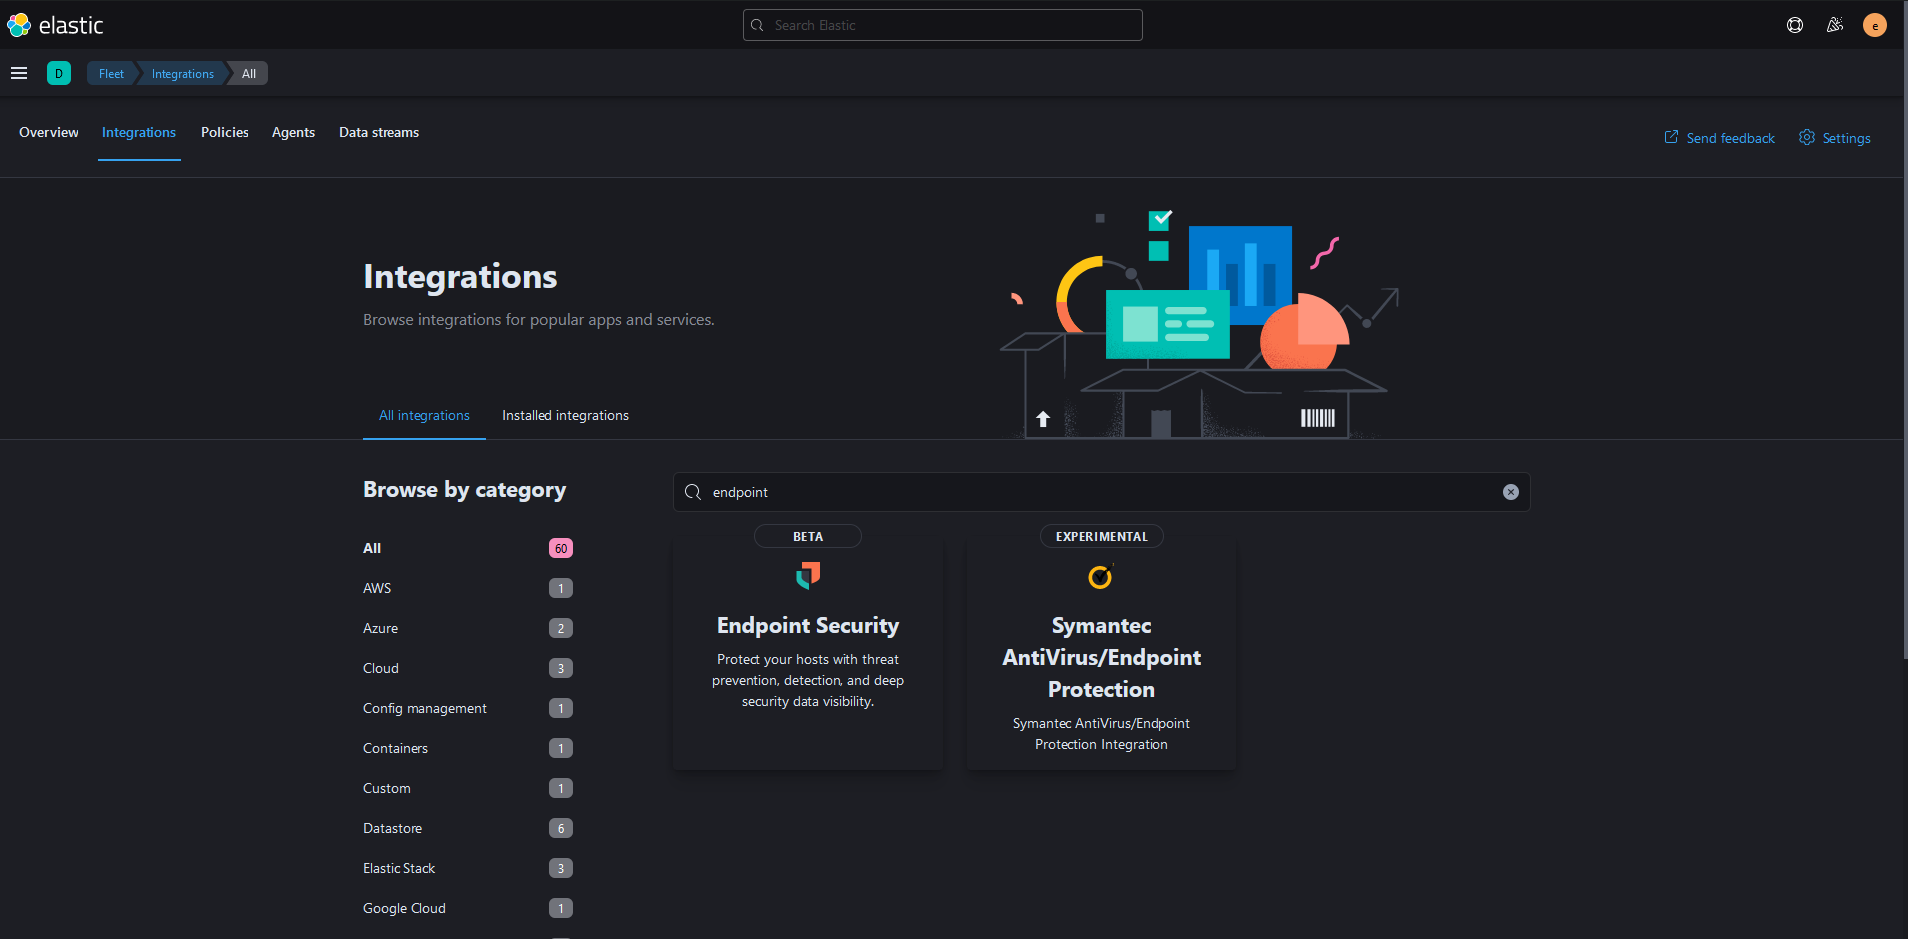 elastic
Search Elastic
e
D
Fleet
Integrations
All
Overview
Integrations
Policies
Agents
Data streams
Send feedback
Settings
Integrations
Browse integrations for popular apps and services.
All integrations
Installed integrations
Browse by category
endpoint
All 60
AWS 1
Azure 2
Cloud 3
Config management 1
Containers 1
Custom 1
Datastore 6
Elastic Stack 3
Google Cloud 1
BETA
Endpoint Security
Protect your hosts with threat
prevention, detection, and deep
security data visibility.
EXPERIMENTAL
Symantec
AntiVirus/Endpoint
Protection
Symantec AntiVirus/Endpoint
Protection Integration